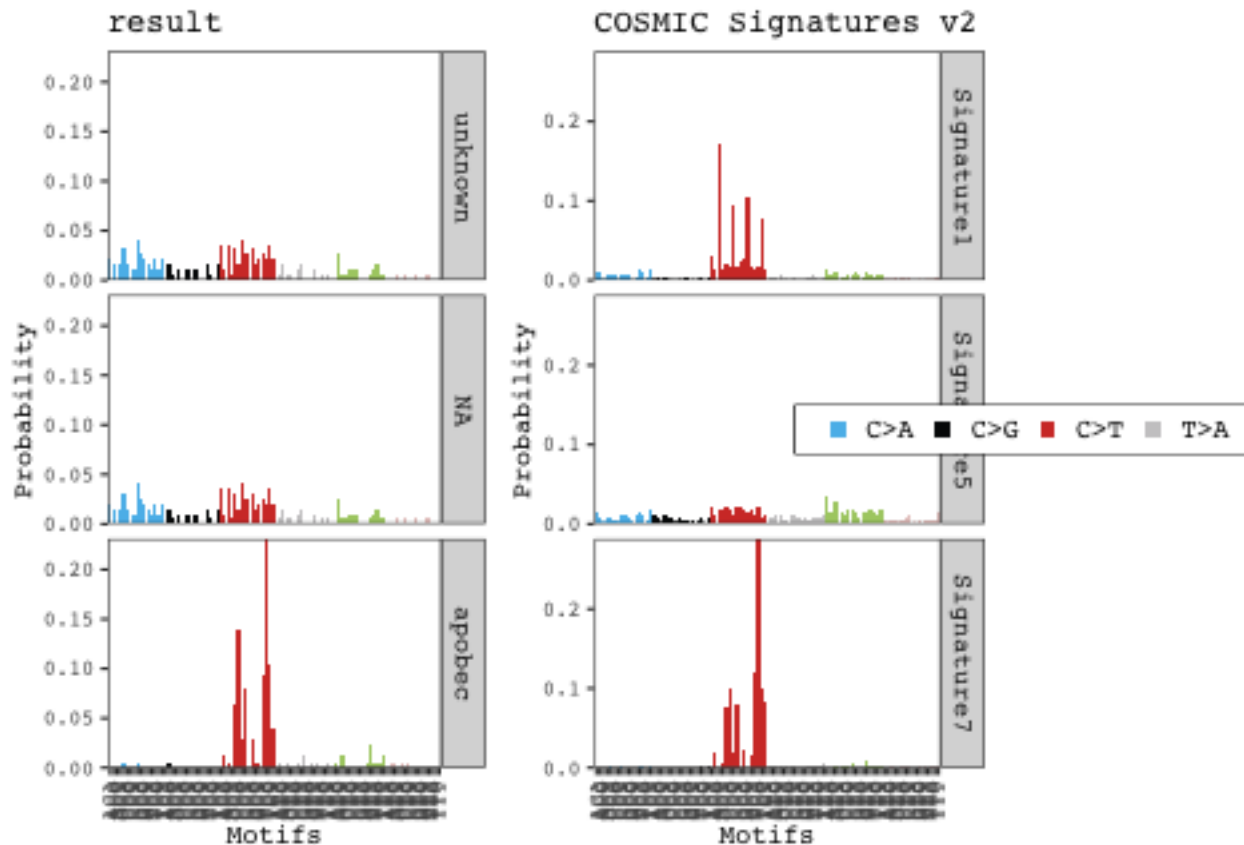 result
COSMIC Signatures v2
0.20
0.15
0.10
0.05
0.00
unknown
0.2
0.1
0.0
Signature1
Probability
0.20
0.15
0.10
0.05
0.00
NA
Probability
0.2
0.1
0.0
C>A C>G C>T T>A
0.20
0.15
0.10
0.05
0.00
apobec
0.2
0.1
0.0
Signature7
Motifs
Motifs